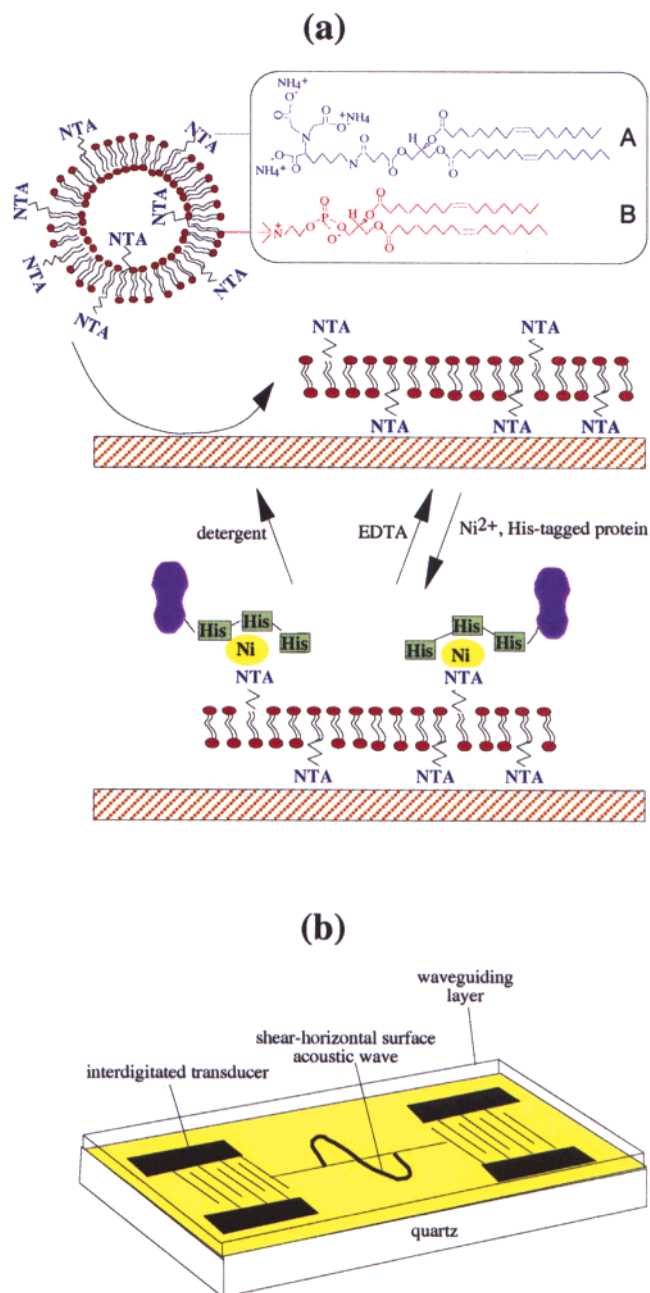 (a)
NH4+
O-
O
O
+NH4
O-
N
O
-O
NH4+
N
O
O
O
O
H
O
O
O
A
N+
O
O
P
O
O-
O
H
O
O
O
O
B
NTA
NTA
NTA
NTA
NTA
NTA
NTA
NTA
NTA
NTA
NTA
NTA
NTA
detergent
EDTA
Ni2+, His-tagged protein
His
His
His
Ni
NTA
His
His
His
Ni
NTA
NTA
NTA
NTA
(b)
waveguiding
layer
shear-horizontal surface
acoustic wave
interdigitated transducer
quartz